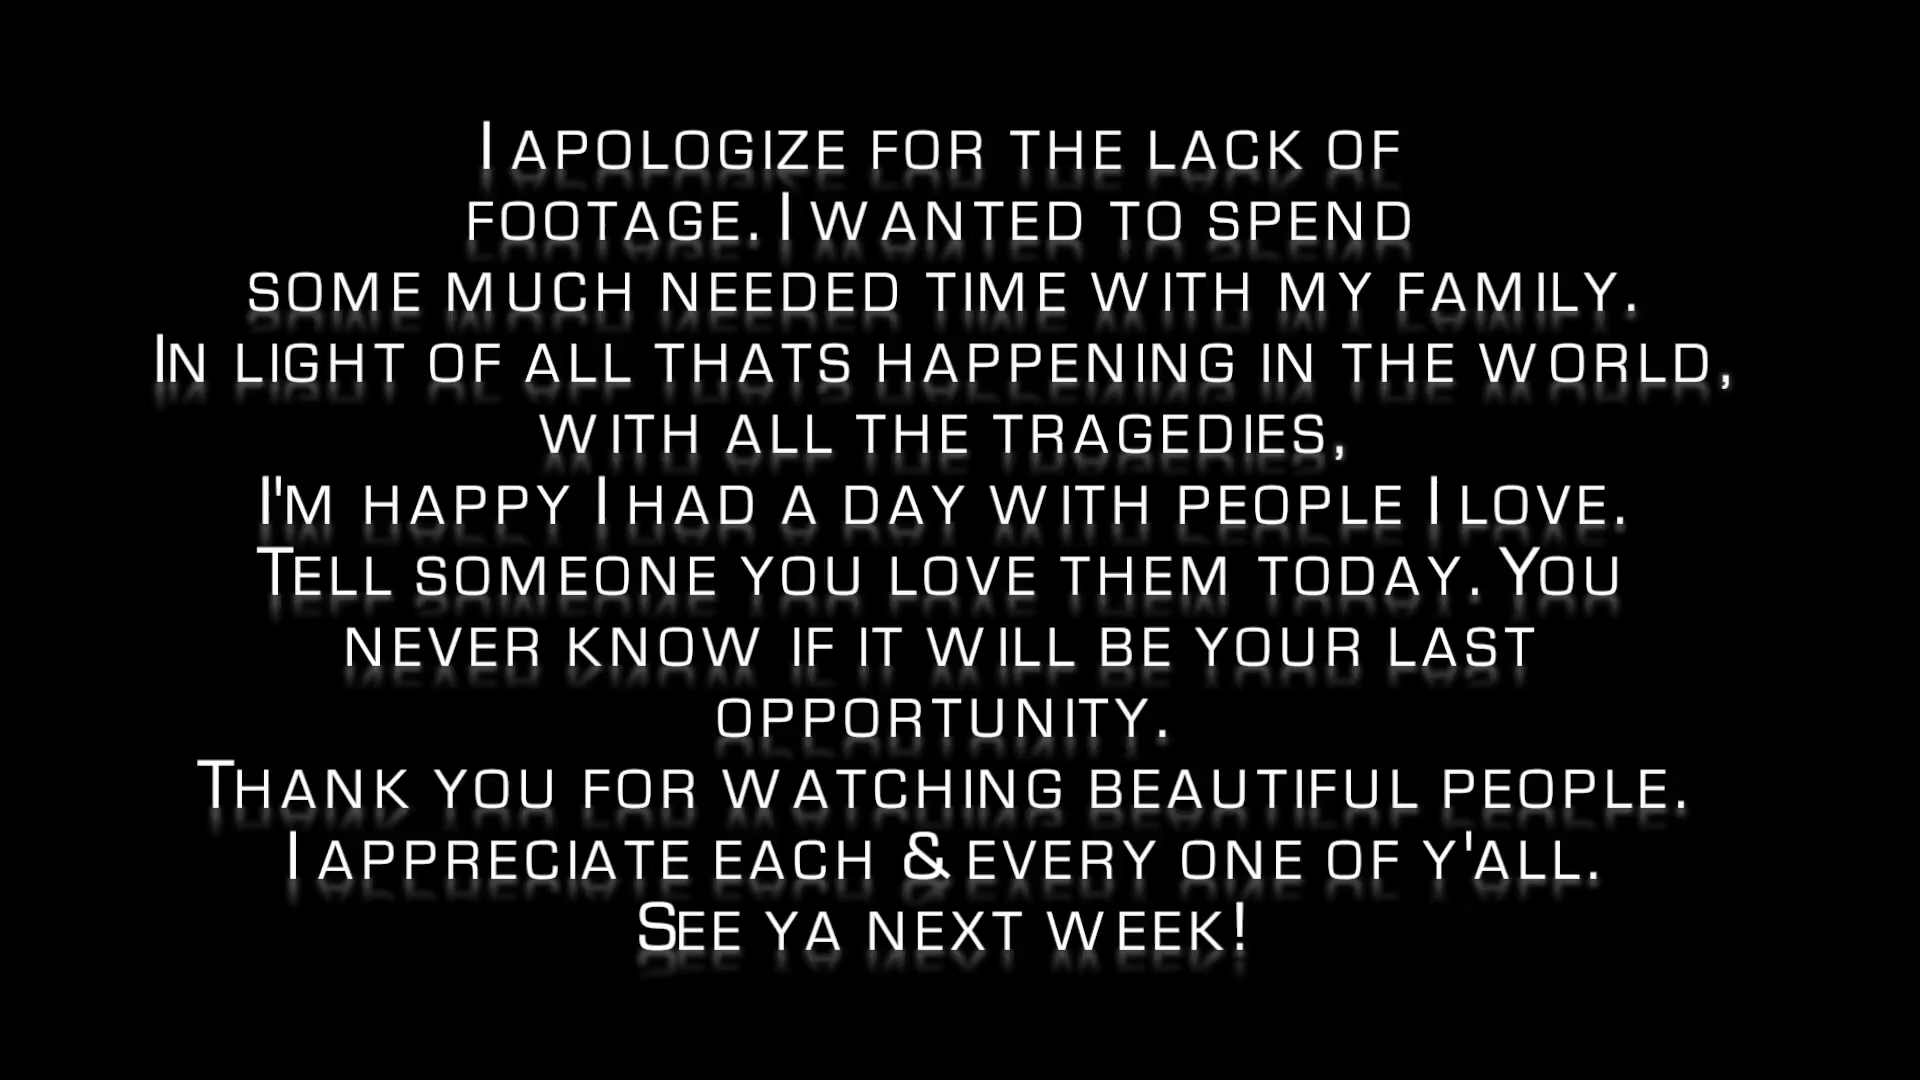 I apologize for the lack of
footage. I wanted to spend
some much needed time with my family.
In light of all thats happening in the world,
with all the tragedies,
I'm happy I had a day with people I love.
Tell someone you love them today. You
never know if it will be your last
opportunity.
Thank you for watching beautiful people.
I appreciate each & every one of y'all.
See ya next week!